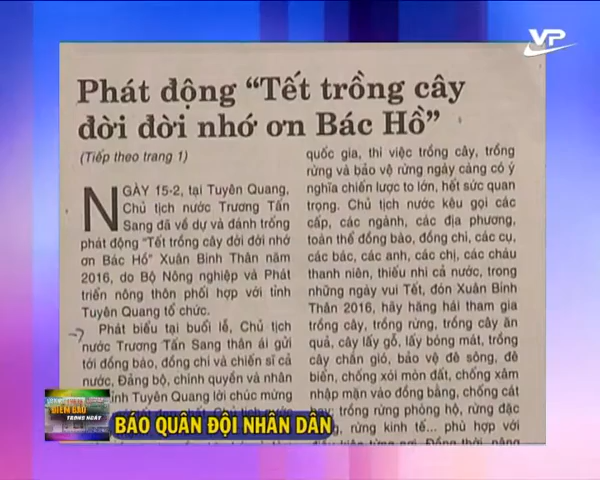 VP
Phát động “Tết trồng cây
đời đời nhớ ơn Bác Hồ”
(Tiếp theo trang 1)
NGÀY 15-2, tại Tuyên Quang,
Chủ tịch nước Trương Tấn
Sang đã về dự và đánh trống
phát động “Tết trồng cây đời đời nhớ
ơn Bác Hồ” Xuân Bính Thân năm
2016, do Bộ Nông nghiệp và Phát
triển nông thôn phối hợp với tỉnh
Tuyên Quang tổ chức.
Phát biểu tại buổi lễ, Chủ tịch
nước Trương Tấn Sang thân ái gửi
tới đồng bào, đồng chí và chiến sĩ cả
nước, Đảng bộ, chính quyền và nhân
tỉnh Tuyên Quang lời chúc mừng
quốc gia, thì việc trồng cây, trồng
rừng và bảo vệ rừng ngày càng có ý
nghĩa chiến lược to lớn, hết sức quan
trọng. Chủ tịch nước kêu gọi các
cấp, các ngành, các địa phương,
toàn thể đồng bào, đồng chí, các cụ,
các bác, các anh, các chị, các cháu
thanh niên, thiếu nhi cả nước, trong
những ngày vui Tết, đón Xuân Bính
Thân 2016, hãy hăng hái tham gia
trồng cây, trồng rừng, trồng cây ăn
quả, cây lấy gỗ, lấy bóng mát, trồng
cây chắn gió, bảo vệ đê sông, đê
biển, chống xói mòn đất, chống xâm
nhập mặn vào đồng bằng, chống cát
bay; trồng rừng phòng hộ, rừng đặc
rừng kinh tế... phù hợp với
điều kiện từng nơi. Đồng thời, nâng
ĐIỂM BÁO
TRONG NGÀY
BÁO QUÂN ĐỘI NHÂN DÂN